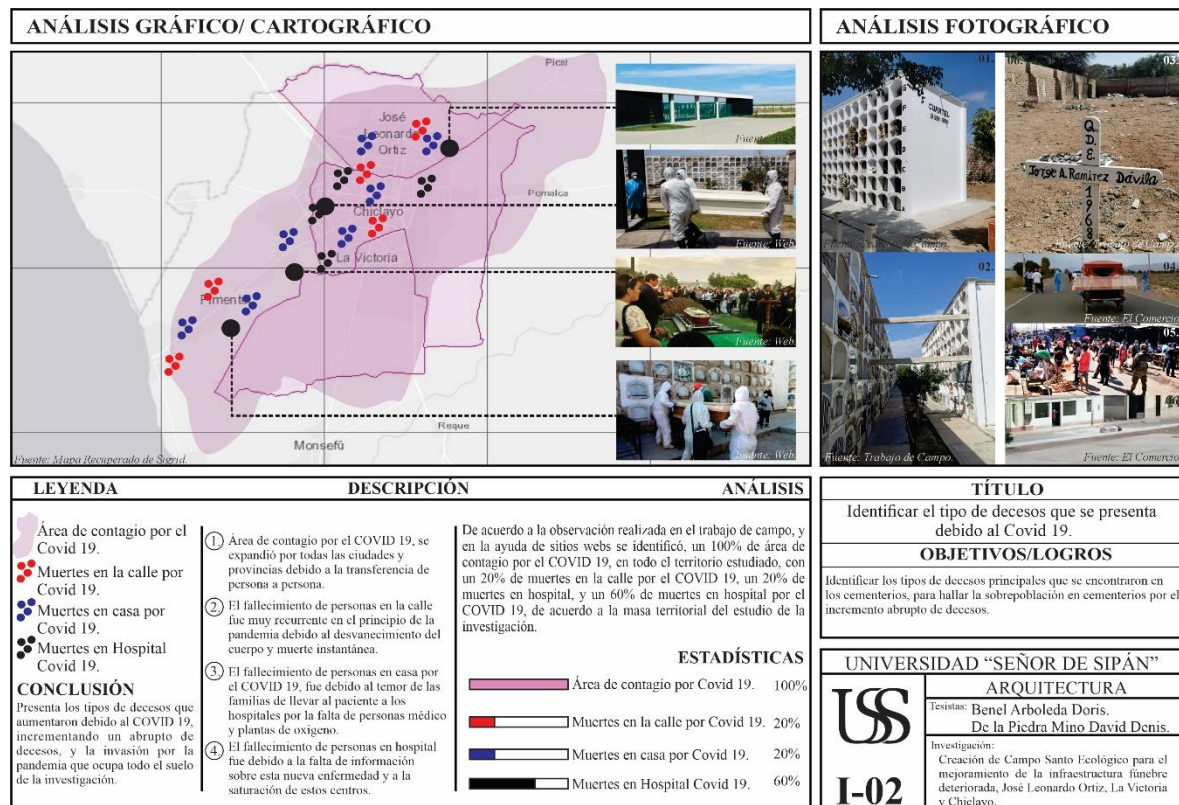 ANÁLISIS GRÁFICO/ CARTOGRÁFICO
Picsi
José
Leonardo
Ortiz
Pomalca
Chiclayo
La Victoria
Pimentel
Reque
Monsefú
Fuente: Mapa Recuperado de Sigrid.
Fuente: Web.
Fuente: Web.
Fuente: Web.
Fuente: Web.
ANÁLISIS FOTOGRÁFICO
01.
CUARTEL
Fuente: Trabajo de Campo.
03.
Q.D.E.
Jorge A. Ramirez Dávila
1968
Fuente: Trabajo de Campo.
02.
Fuente: Trabajo de Campo.
04.
Fuente: El Comercio
05.
06.
Fuente: El Comercio
LEYENDA
Área de contagio por el
Covid 19.
Muertes en la calle por
Covid 19.
Muertes en casa por
Covid 19.
Muertes en Hospital
Covid 19.
CONCLUSIÓN
Presenta los tipos de decesos que
aumentaron debido al COVID 19,
incrementando un abrupto de
decesos, y la invasión por la
pandemia que ocupa todo el suelo
de la investigación.
DESCRIPCIÓN
1. Área de contagio por el COVID 19, se
expandió por todas las ciudades y
provincias debido a la transferencia de
persona a persona.
2. El fallecimiento de personas en la calle
fue muy recurrente en el principio de la
pandemia debido al desvanecimiento del
cuerpo y muerte instantánea.
3. El fallecimiento de personas en casa por
el COVID 19, fue debido al temor de las
familias de llevar al paciente a los
hospitales por la falta de personas médico
y plantas de oxigeno.
4. El fallecimiento de personas en hospital
fue debido a la falta de información
sobre esta nueva enfermedad y a la
saturación de estos centros.
ANÁLISIS
De acuerdo a la observación realizada en el trabajo de campo, y
en la ayuda de sitios webs se identificó, un 100% de área de
contagio por el COVID 19, en todo el territorio estudiado, con
un 20% de muertes en la calle por el COVID 19, un 20% de
muertes en hospital, y un 60% de muertes en hospital por el
COVID 19, de acuerdo a la masa territorial del estudio de la
investigación.
ESTADÍSTICAS
Área de contagio por Covid 19. 100%
Muertes en la calle por Covid 19. 20%
Muertes en casa por Covid 19. 20%
Muertes en Hospital Covid 19. 60%
TÍTULO
Identificar el tipo de decesos que se presenta
debido al Covid 19.
OBJETIVOS/LOGROS
Identificar los tipos de decesos principales que se encontraron en
los cementerios, para hallar la sobrepoblación en cementerios por el
incremento abrupto de decesos.
UNIVERSIDAD “SEÑOR DE SIPÁN”
USS
I-02
ARQUITECTURA
Tesistas: Benel Arboleda Doris.
De la Piedra Mino David Denis.
Investigación:
Creación de Campo Santo Ecológico para el
mejoramiento de la infraestructura fúnebre
deteriorada, José Leonardo Ortiz, La Victoria
y Chiclayo.